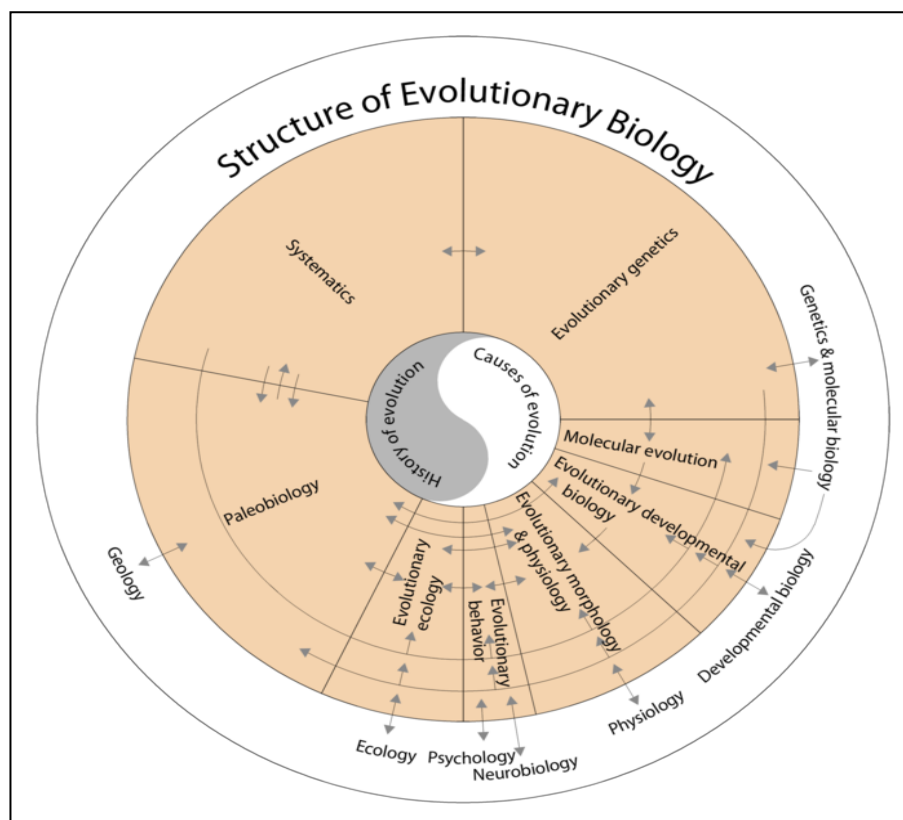 Structure of Evolutionary Biology
Systematics
Evolutionary genetics
Genetics & molecular biology
History of evolution
Causes of evolution
Molecular evolution
Evolutionary developmental
biology
Paleobiology
Evolutionary morphology
& physiology
Evolutionary
ecology
Evolutionary
behavior
Geology
Developmental biology
Physiology
Ecology
Psychology
Neurobiology